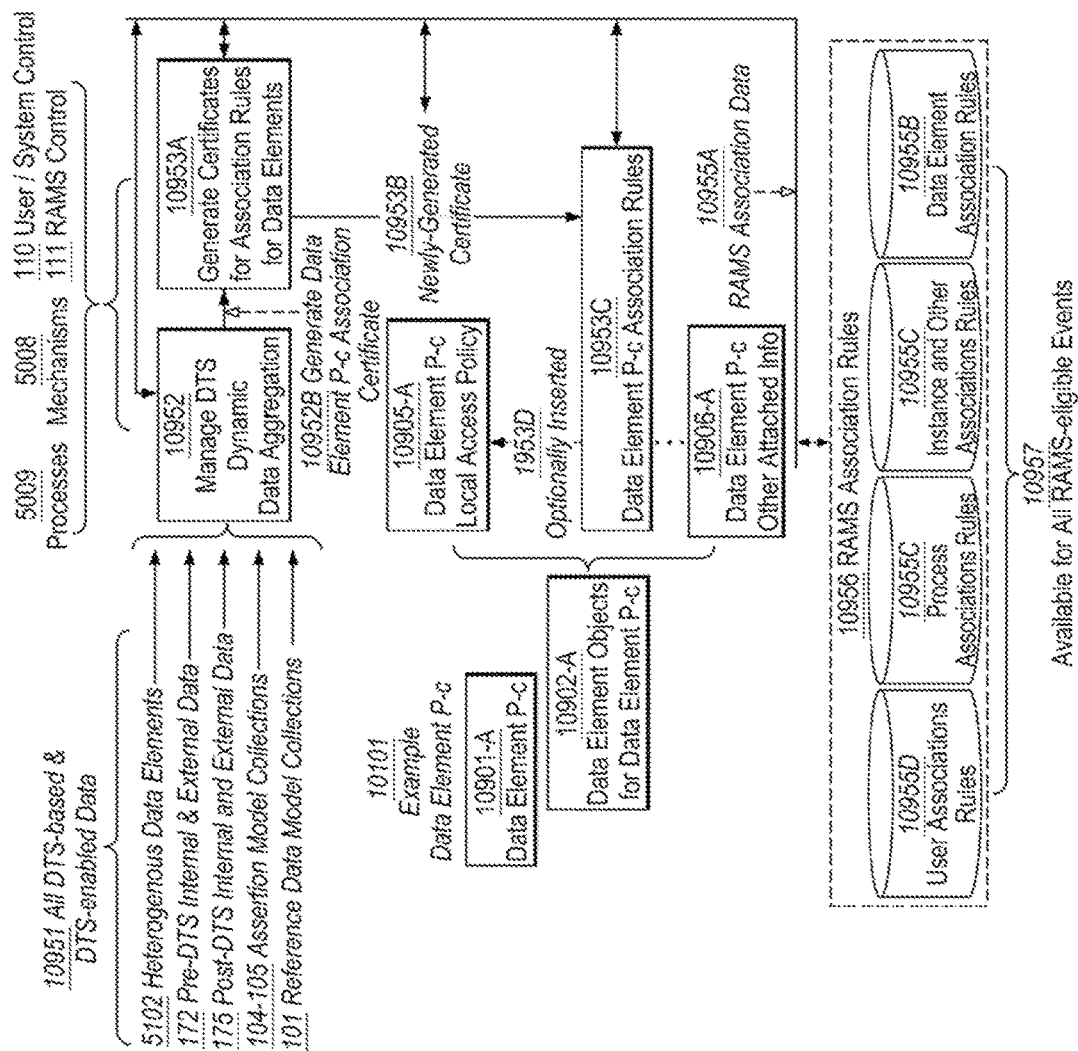 10951 All DTS-based &
DTS-enabled Data
5102 Heterogenous Data Elements
172 Pre-DTS Internal & External Data
175 Post-DTS Internal and External Data
104-105 Assertion Model Collections
101 Reference Data Model Collections
5009
Processes
5008
Mechanisms
110 User / System Control
111 RAMS Control
10952
Manage DTS
Dynamic
Data Aggregation
10952B Generate Data
Element P-c Association
Certificate
10953A
Generate Certificates
for Association Rules
for Data Elements
10953B
Newly-Generated
Certificate
10101
Example
Data Element P-c
10901-A
Data Element P-c
10902-A
Data Element Objects
for Data Element P-c
10905-A
Data Element P-c
Local Access Policy
1953D
Optionally Inserted
10953C
Data Element P-c Association Rules
10906-A
Data Element P-c
Other Attached Info
10955A
RAMS Association Data
10956 RAMS Association Rules
10955D
User Associations
Rules
10955C
Process
Associations Rules
10955C
Instance and Other
Associations Rules
10955B
Data Element
Association Rules
10957
Available for All RAMS-eligible Events